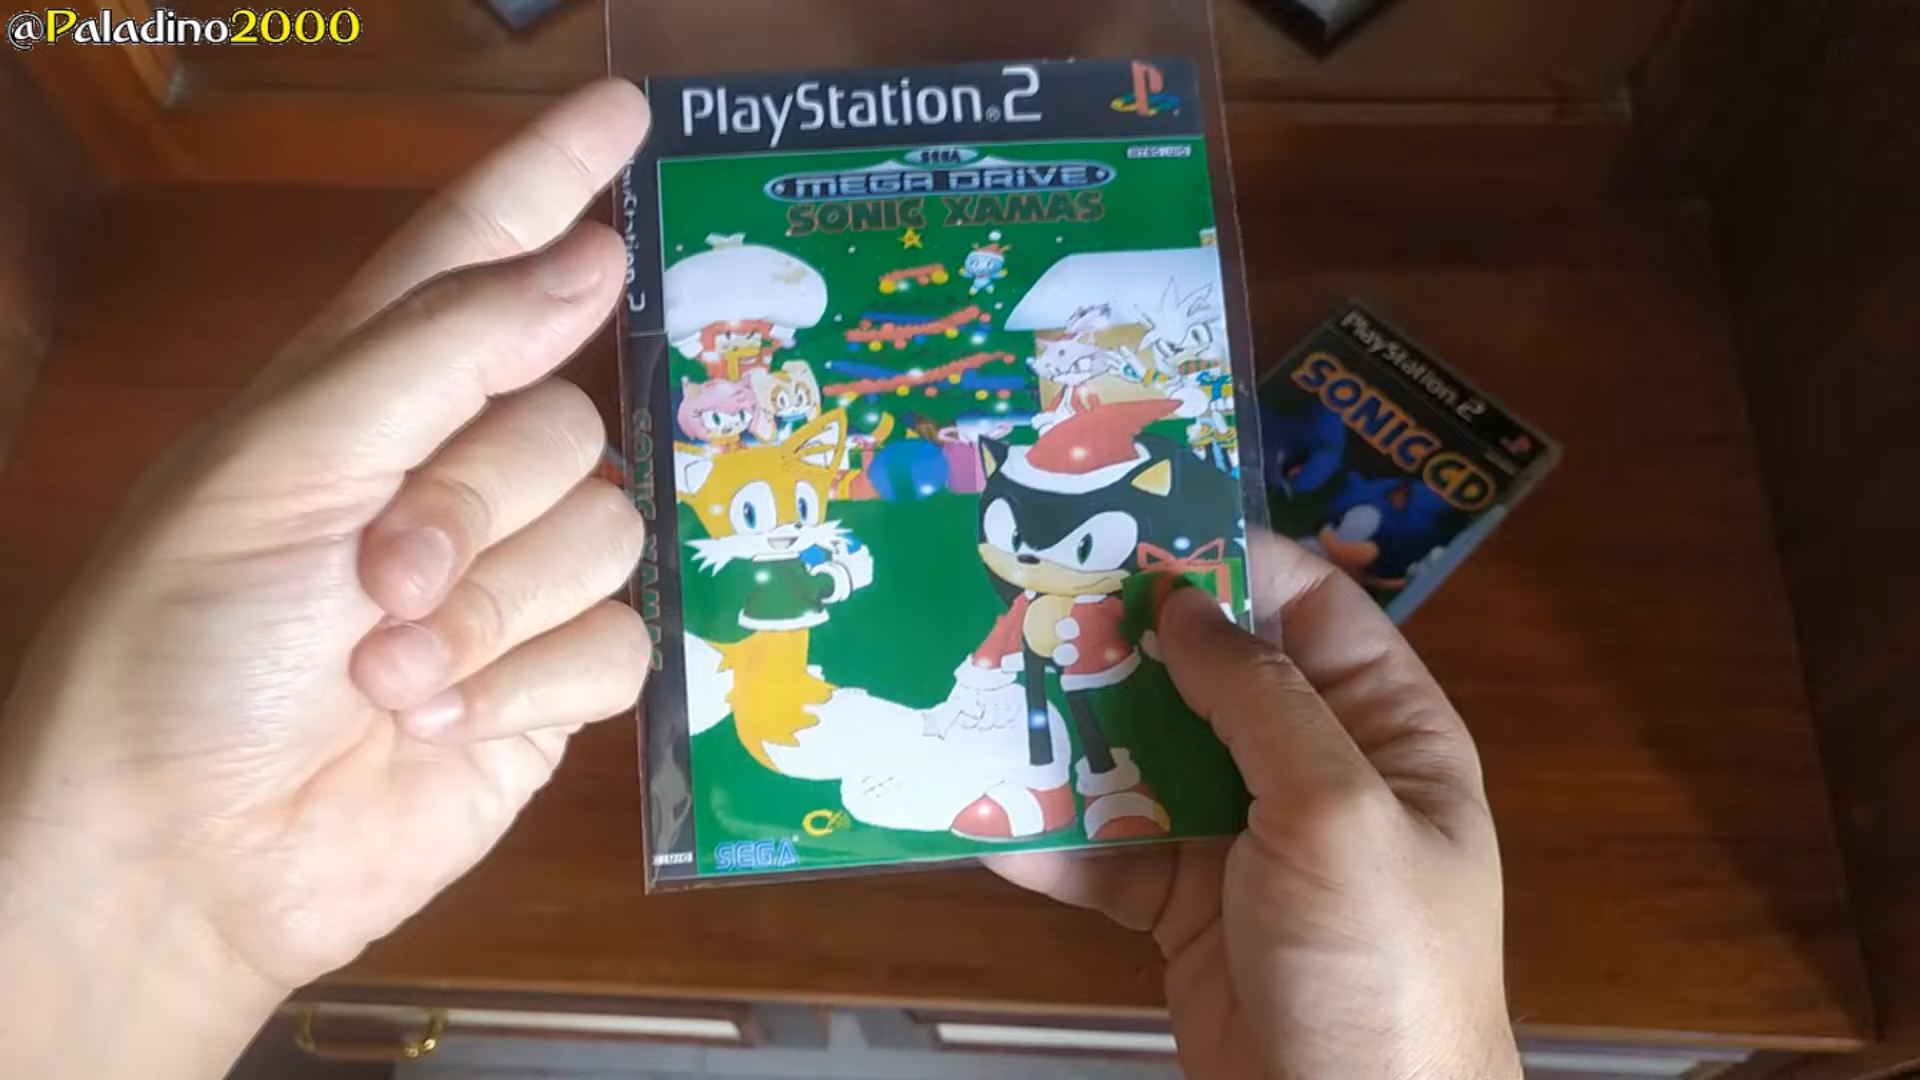 @Paladino2000
PlayStation®2
SEGA
MEGA DRIVE
SONIC XAMAS
PlayStation 2
SONIC XAMAS
SEGA
PlayStation 2
SONIC CD